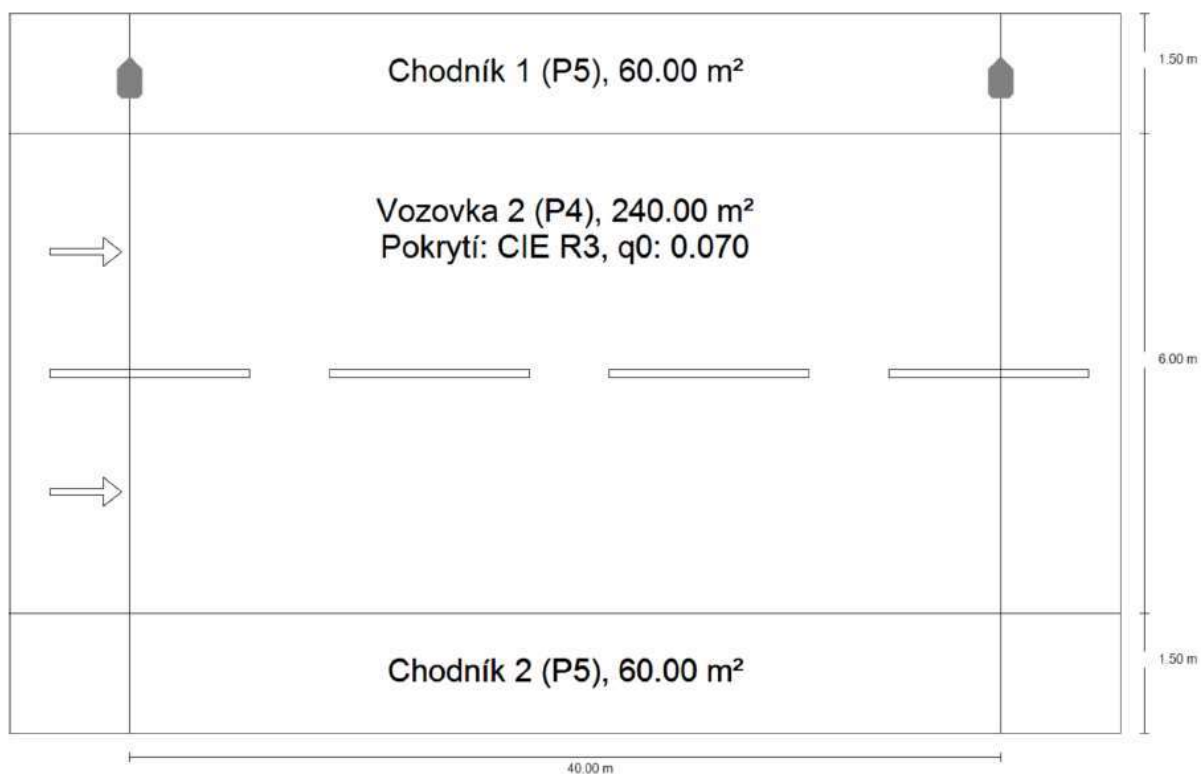 Chodník 1 (P5), 60.00 m²
1.50 m
Vozovka 2 (P4), 240.00 m²
Pokrytí: CIE R3, q0: 0.070
6.00 m
Chodník 2 (P5), 60.00 m²
1.50 m
40.00 m